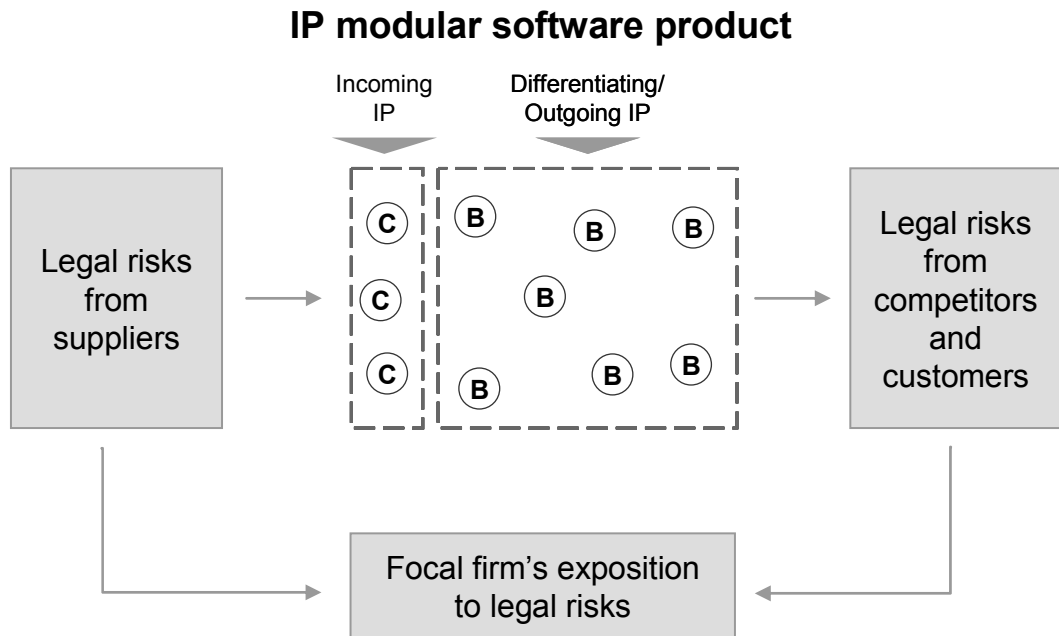 IP modular software product
Incoming
IP
Differentiating/
Outgoing IP
Legal risks
from
suppliers
C
C
C
B
B
B
B
B
B
B
Legal risks
from
competitors
and
customers
Focal firm's exposition
to legal risks